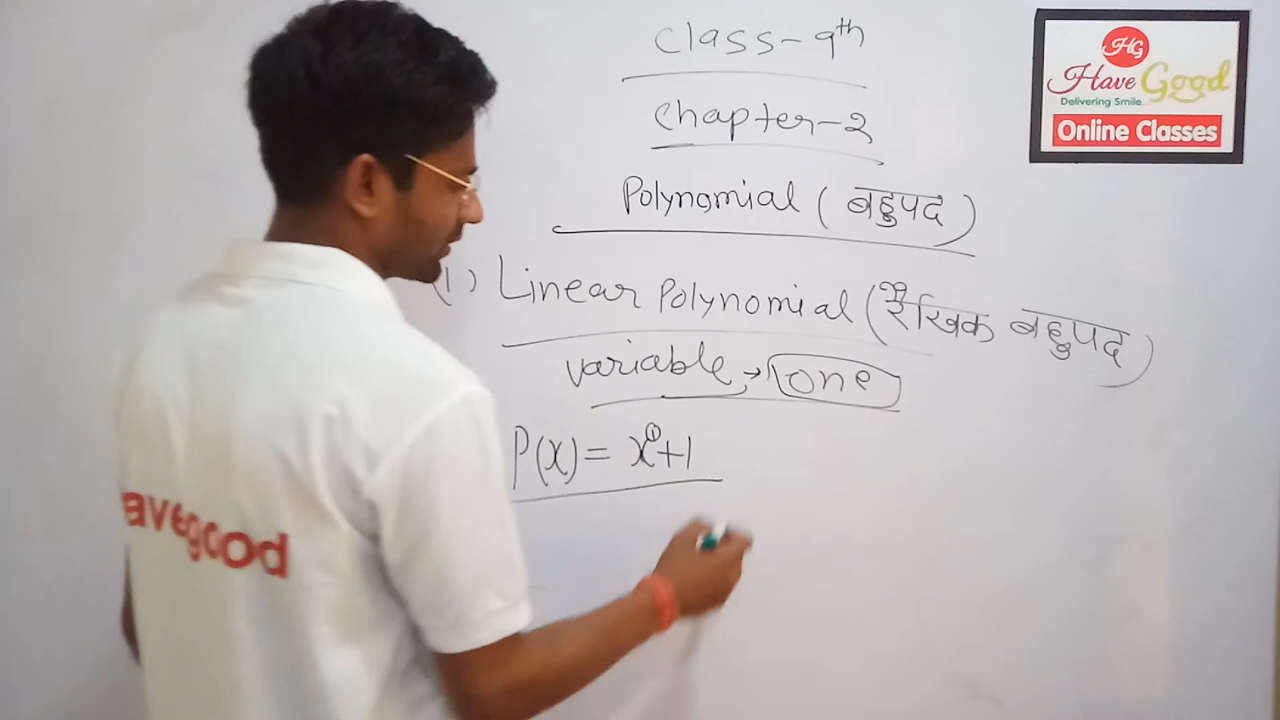 Class-9th
Chapter-2
Polynomial (बहुपद)
(1) Linear Polynomial (रैखिक बहुपद)
variable → one
P(x) = x¹+1
HG
Have Good
Delivering Smile...
Online Classes
avegood